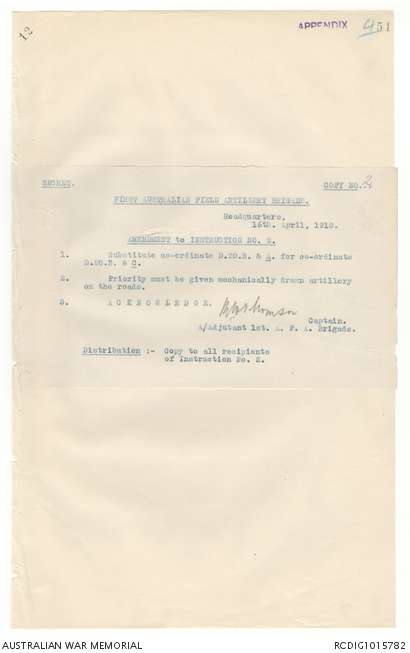 12
APPENDIX 451
SECRET. COPY NO. 2
FIRST AUSTRALIAN FIELD ARTILLERY BRIGADE.
Headquarters,
15th. April, 1918.
AMENDMENT to INSTRUCTION NO. 2.
1. Substitute co-ordinate D.20.B. & A. for co-ordinate
D.20.B. & C.
2. Priority must be given mechanically drawn artillery
on the roads.
3. A C K N O W L E D G E.
Captain.
A/Adjutant 1st. A. F. A. Brigade.
Distribution :- Copy to all recipients
of Instruction No. 2.
AUSTRALIAN WAR MEMORIAL RCDIG1015782